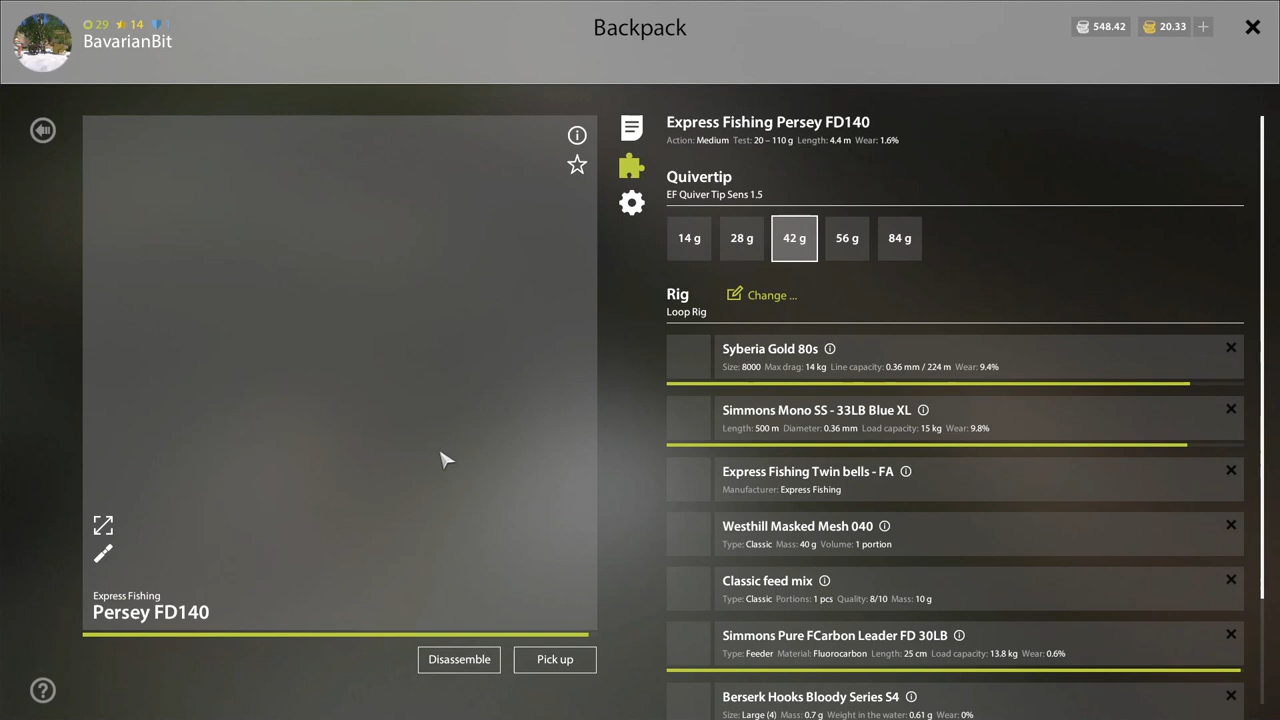 29 14 1
BavarianBit
Backpack
548.42
20.33
Express Fishing
Persey FD140
Disassemble
Pick up
Express Fishing Persey FD140
Action: Medium Test: 20 – 110 g Length: 4.4 m Wear: 1.6%
Quivertip
EF Quiver Tip Sens 1.5
14 g
28 g
42 g
56 g
84 g
Rig
Change ...
Loop Rig
Syberia Gold 80s
Size: 8000 Max drag: 14 kg Line capacity: 0.36 mm / 224 m Wear: 9.4%
Simmons Mono SS - 33LB Blue XL
Length: 500 m Diameter: 0.36 mm Load capacity: 15 kg Wear: 9.8%
Express Fishing Twin bells - FA
Manufacturer: Express Fishing
Westhill Masked Mesh 040
Type: Classic Mass: 40 g Volume: 1 portion
Classic feed mix
Type: Classic Portions: 1 pcs Quality: 8/10 Mass: 10 g
Simmons Pure FCarbon Leader FD 30LB
Type: Feeder Material: Fluorocarbon Length: 25 cm Load capacity: 13.8 kg Wear: 0.6%
Berserk Hooks Bloody Series S4
Size: Large (4) Mass: 0.7 g Weight in the water: 0.61 g Wear: 0%